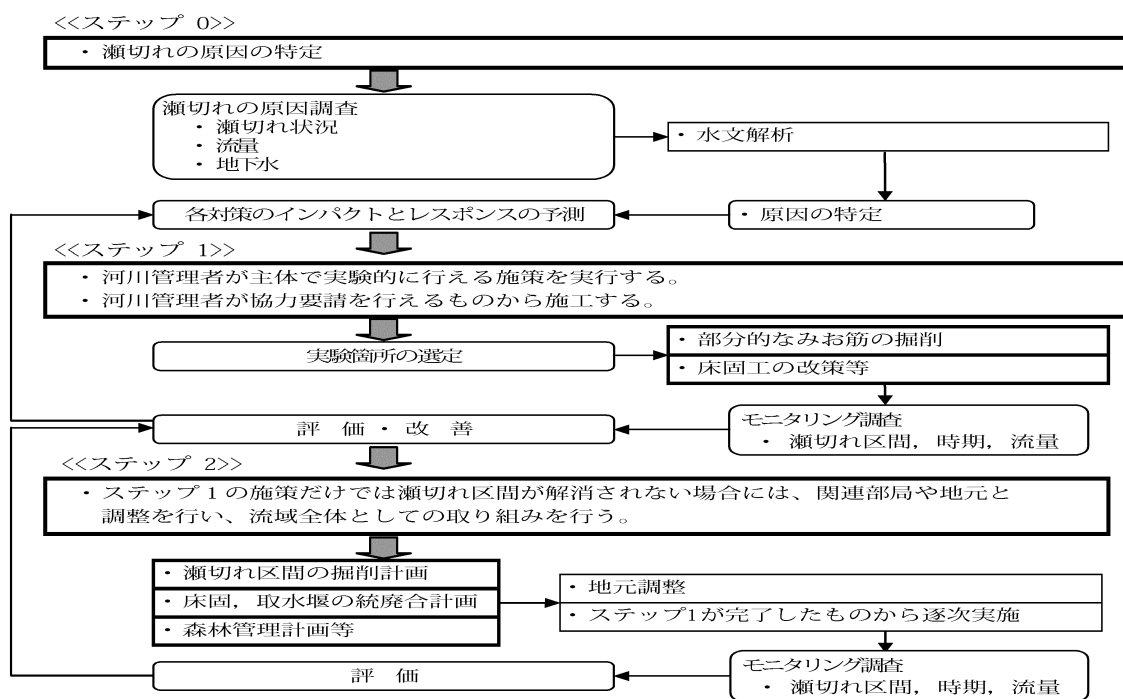 <<ステップ 0>>
・瀬切れの原因の特定
瀬切れの原因調査
・瀬切れ状況
・流量
・地下水
・水文解析
各対策のインパクトとレスポンスの予測
・原因の特定
<<ステップ 1>>
・河川管理者が主体で実験的に行える施策を実行する。
・河川管理者が協力要請を行えるものから施工する。
実験箇所の選定
・部分的なみお筋の掘削
・床固工の改策等
評 価・改 善
モニタリング調査
・瀬切れ区間，時期，流量
<<ステップ 2>>
・ステップ１の施策だけでは瀬切れ区間が解消されない場合には、関連部局や地元と
調整を行い、流域全体としての取り組みを行う。
・瀬切れ区間の掘削計画
・床固，取水堰の統廃合計画
・森林管理計画等
・地元調整
・ステップ1が完了したものから逐次実施
評 価
モニタリング調査
・瀬切れ区間，時期，流量